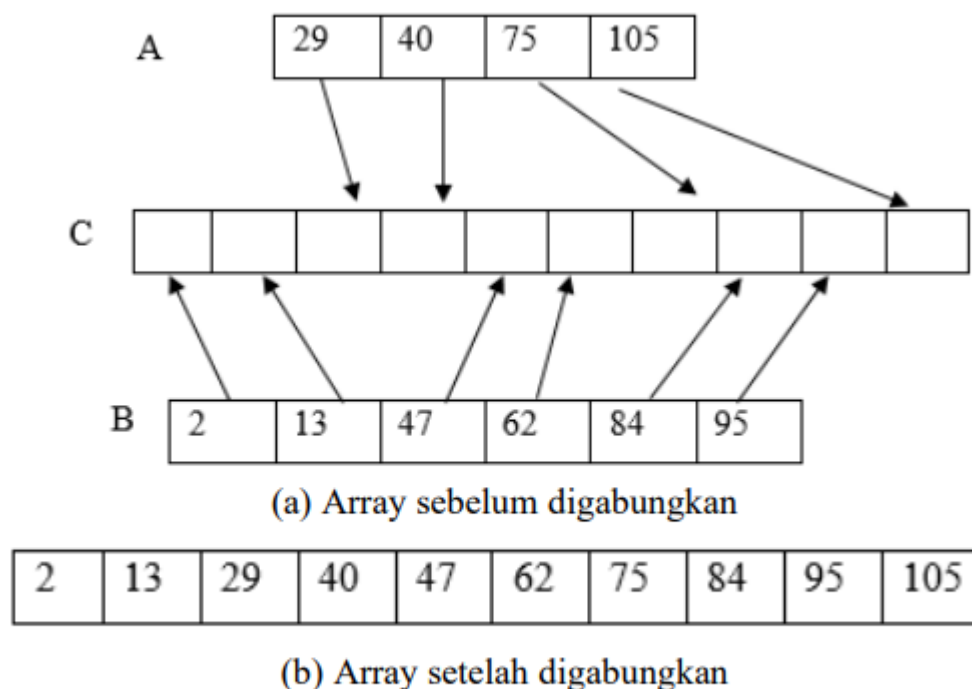 A 29 40 75 105
C
B 2 13 47 62 84 95
(a) Array sebelum digabungkan
2 13 29 40 47 62 75 84 95 105
(b) Array setelah digabungkan